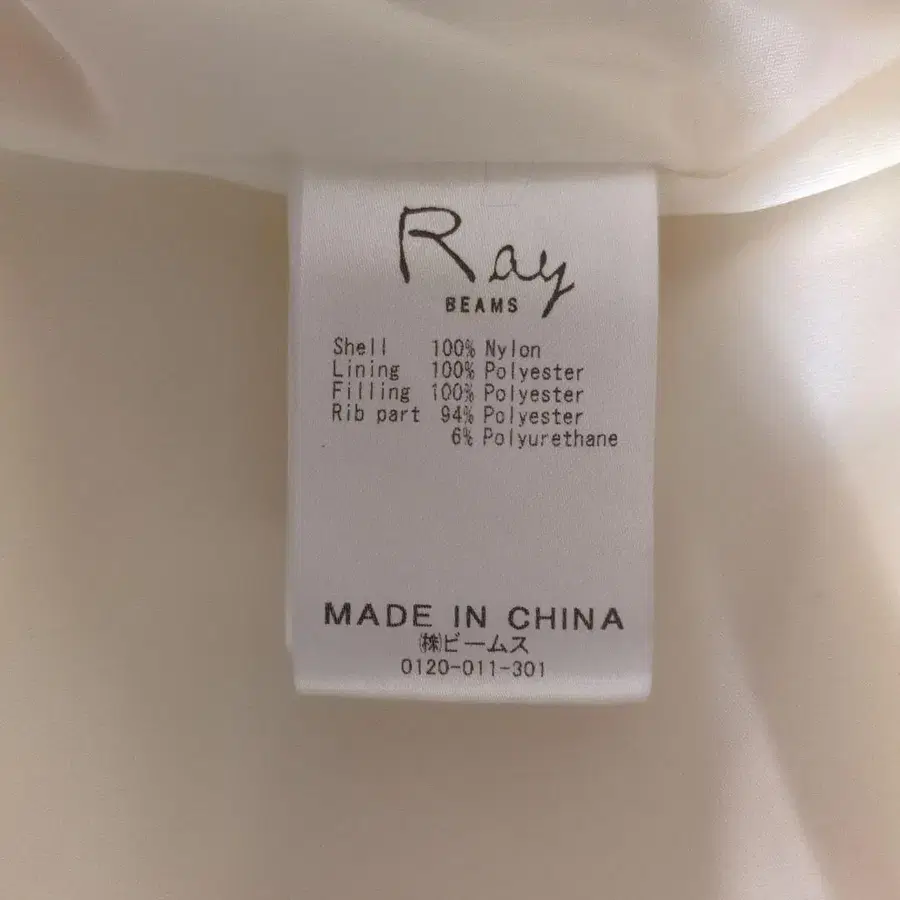 Ray
BEAMS
Shell 100% Nylon
Lining 100% Polyester
Filling 100% Polyester
Rib part 94% Polyester
6% Polyurethane
MADE IN CHINA
㈱ビームス
0120-011-301